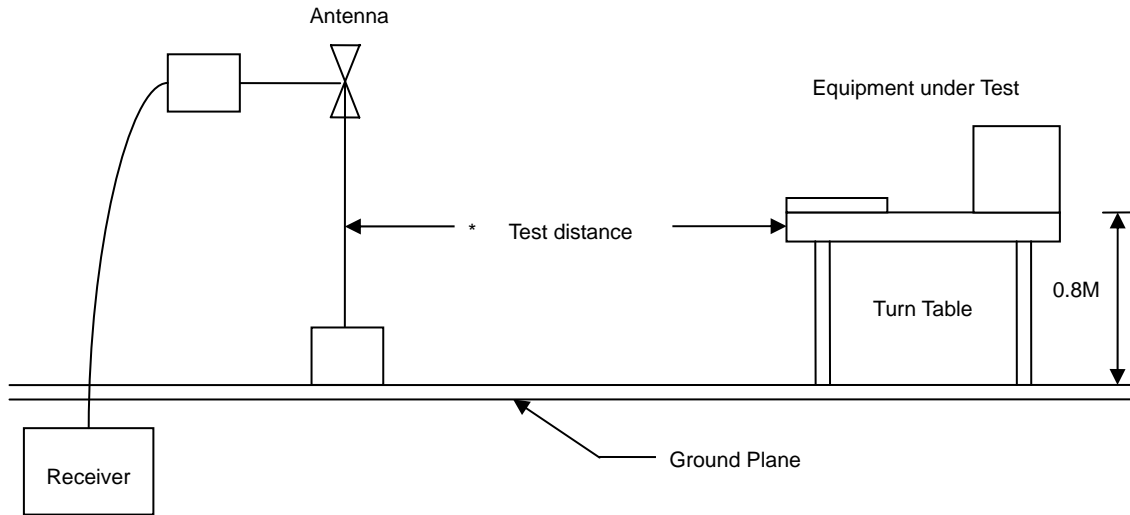 Antenna
Equipment under Test
* Test distance
0.8M
Turn Table
Ground Plane
Receiver